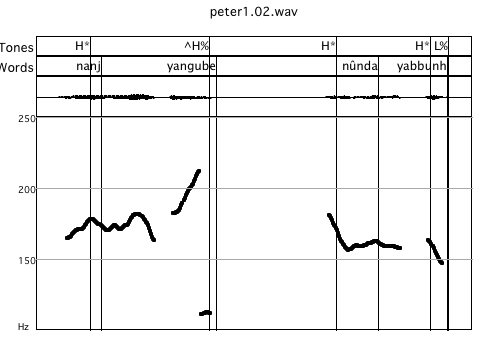 peter1.02.wav
Tones H* ^H% H* H* L%
Words nanj yangube nûnda yabbunh
250
200
150
Hz